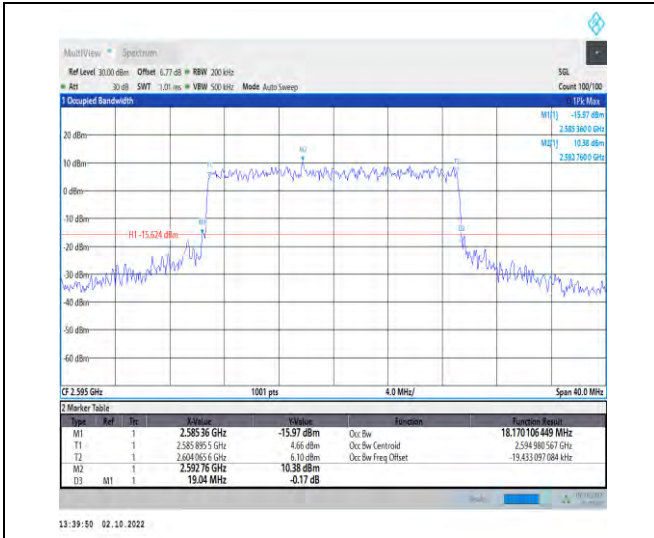 MultiView Spectrum
Ref Level 30.00 dBm Offset 6.77 dB RBW 200 kHz SGL
Att 30 dB SWT 1.01 ms VBW 500 kHz Mode Auto Sweep Count 100/100
1 Occupied Bandwidth 1Pk Max
M1[1] -15.97 dBm
2.585 3600 GHz
M2[1] 10.38 dBm
2.592 7600 GHz
20 dBm
M2
10 dBm
T1
0 dBm
-10 dBm
M1
H1 -15.624 dBm
D3
-20 dBm
-30 dBm
-40 dBm
-50 dBm
-60 dBm
CF 2.595 GHz 1001 pts 4.0 MHz/ Span 40.0 MHz
2 Marker Table
Type Ref Trc X-Value Y-Value Function Function Result
M1 1 2.585 36 GHz -15.97 dBm Occ Bw 18.170 106 449 MHz
T1 1 2.585 895 5 GHz 4.66 dBm Occ Bw Centroid 2.594 980 567 GHz
T2 1 2.604 065 6 GHz 6.10 dBm Occ Bw Freq Offset -19.433 097 084 kHz
M2 1 2.592 76 GHz 10.38 dBm
D3 M1 1 19.04 MHz -0.17 dB
13:39:50 02.10.2022